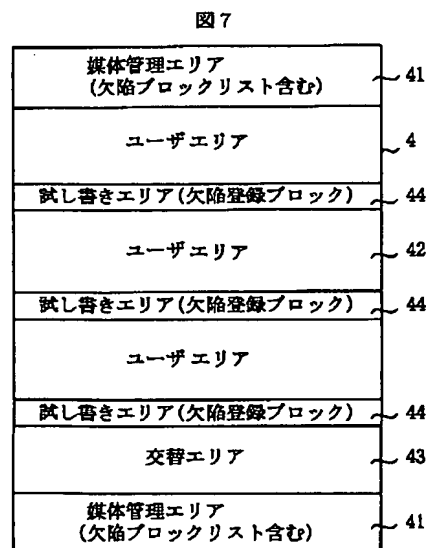 図7
媒体管理エリア
(欠陥ブロックリスト含む)
41
ユーザエリア
4
試し書きエリア(欠陥登録ブロック)
44
ユーザエリア
42
試し書きエリア(欠陥登録ブロック)
44
ユーザエリア
試し書きエリア(欠陥登録ブロック)
44
交替エリア
43
媒体管理エリア
(欠陥ブロックリスト含む)
41